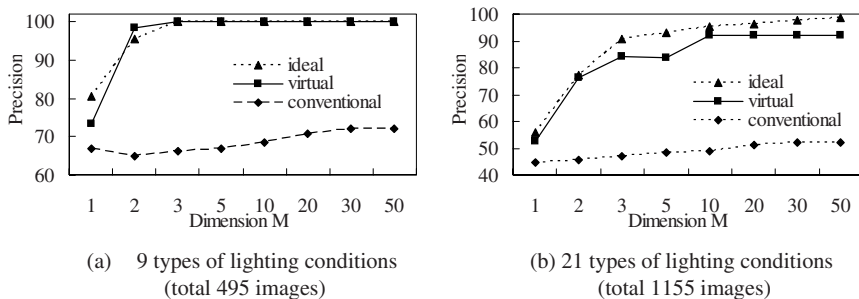 100
90
80
70
60
Precision
ideal
virtual
conventional
1 2 3 5 10 20 30 50
Dimension M
(a) 9 types of lighting conditions
(total 495 images)
100
90
80
70
60
50
40
Precision
ideal
virtual
conventional
1 2 3 5 10 20 30 50
Dimension M
(b) 21 types of lighting conditions
(total 1155 images)